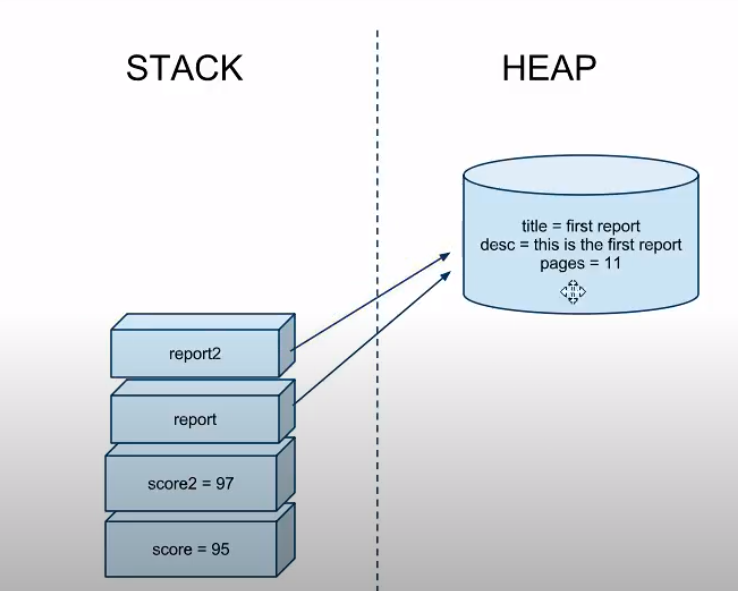 STACK
HEAP
title = first report
desc = this is the first report
pages = 11
report2
report
score2 = 97
score = 95